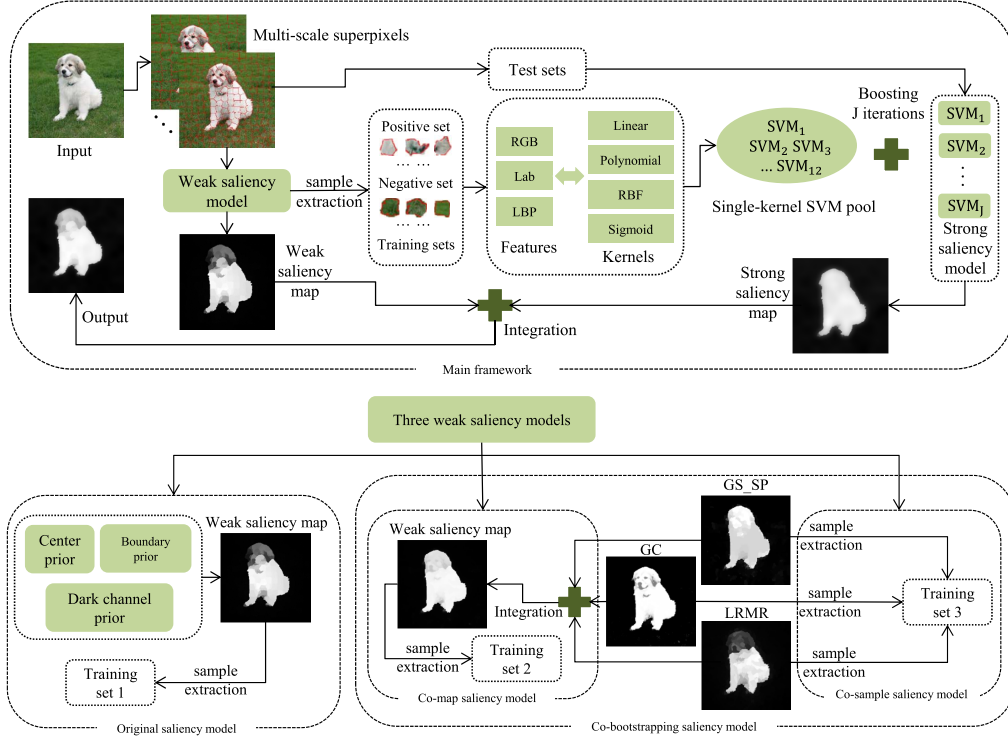 Multi-scale superpixels
Input
Test sets
Boosting
J iterations
Weak saliency
model
sample
extraction
Positive set
... ...
Negative set
... ...
Training sets
RGB
Lab
LBP
Features
Linear
Polynomial
RBF
Sigmoid
Kernels
SVM1
SVM2 SVM3
... SVM12
Single-kernel SVM pool
SVM1
SVM2
SVMJ
Strong
saliency
model
Weak
saliency
map
Output
Integration
Strong
saliency
map
Main framework
Three weak saliency models
Center
prior
Boundary
prior
Dark channel
prior
Weak saliency map
Training
set 1
sample
extraction
Original saliency model
Weak saliency map
Integration
sample
extraction
Training
set 2
Co-map saliency model
GS_SP
GC
LRMR
sample
extraction
sample
extraction
sample
extraction
Training
set 3
Co-sample saliency model
Co-bootstrapping saliency model